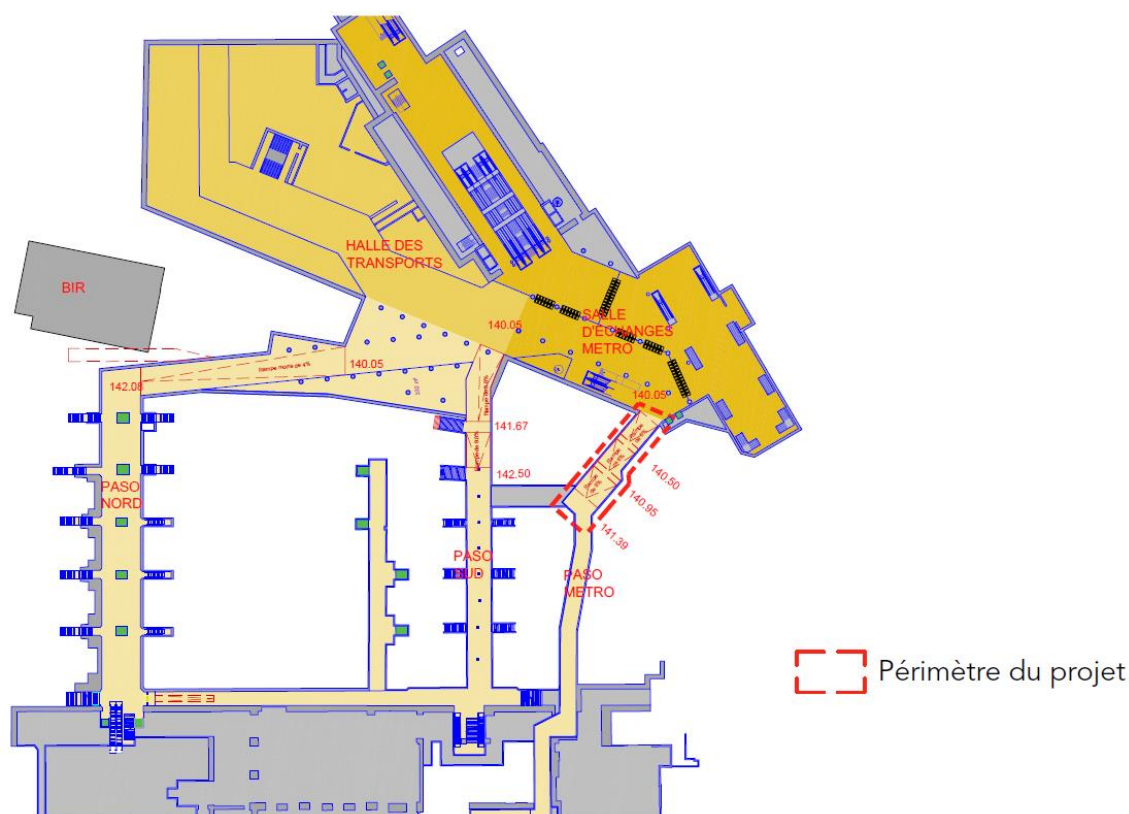 HALLE DES
TRANSPORTS
BIR
SALLE
D'ECHANGES
METRO
140.05
140.05
140.05
142.08
141.67
142.50
140.50
140.95
141.39
PASO
NORD
PASO
SUD
PASO
METRO
Périmètre du projet